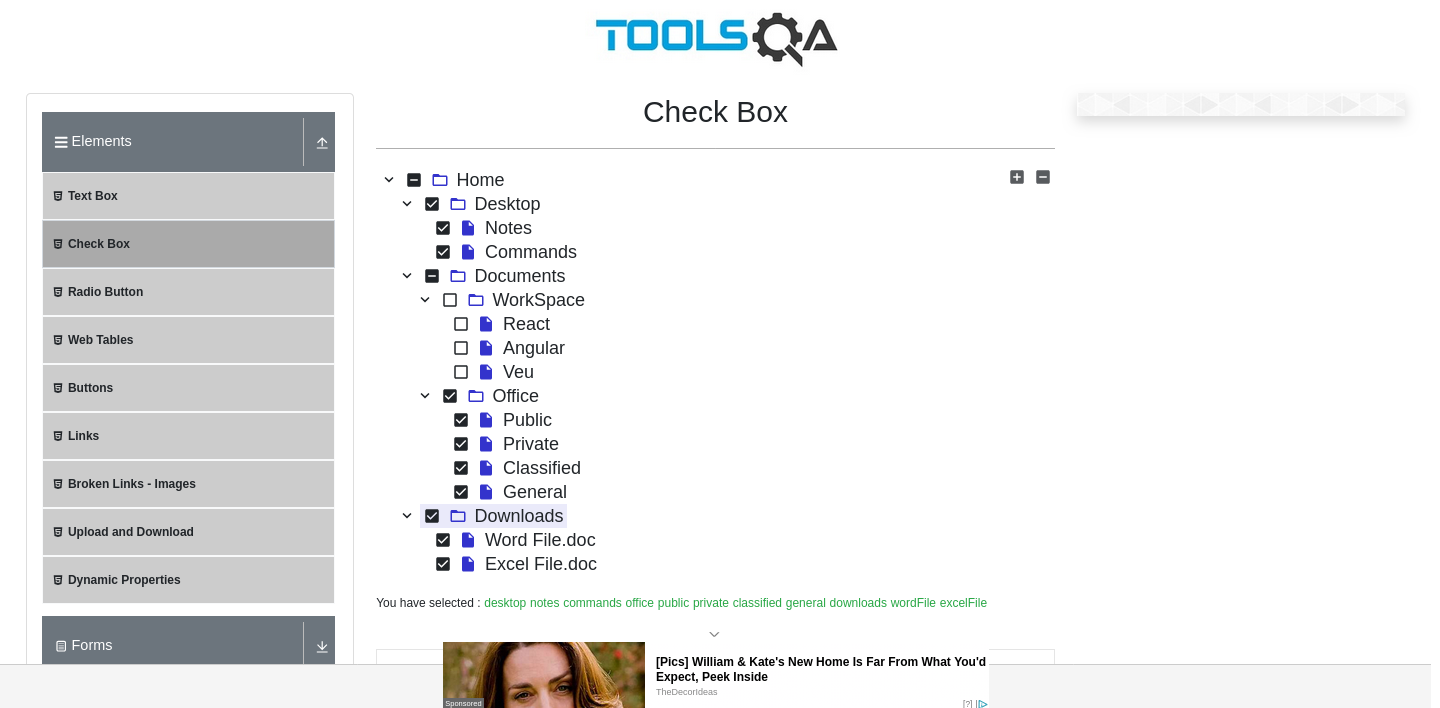 TOOLSQA
Elements
Text Box
Check Box
Radio Button
Web Tables
Buttons
Links
Broken Links - Images
Upload and Download
Dynamic Properties
Forms
Check Box
Home
Desktop
Notes
Commands
Documents
WorkSpace
React
Angular
Veu
Office
Public
Private
Classified
General
Downloads
Word File.doc
Excel File.doc
You have selected : desktop notes commands office public private classified general downloads wordFile excelFile
Sponsored
[Pics] William & Kate's New Home Is Far From What You'd
Expect, Peek Inside
TheDecorIdeas
[?] |